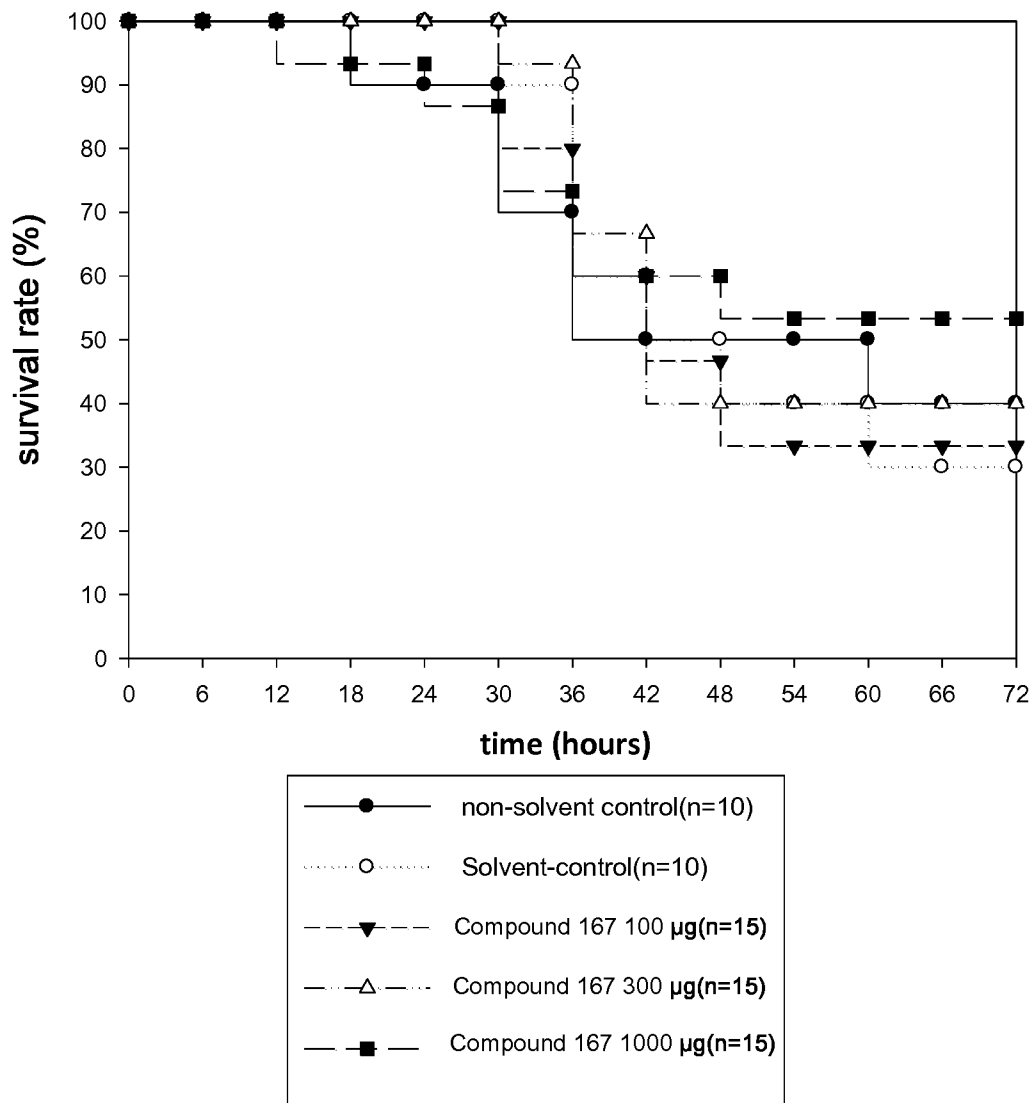 100
90
80
70
60
50
40
30
20
10
0
survival rate (%)
0 6 12 18 24 30 36 42 48 54 60 66 72
time (hours)
non-solvent control(n=10)
Solvent-control(n=10)
Compound 167 100 µg(n=15)
Compound 167 300 µg(n=15)
Compound 167 1000 µg(n=15)